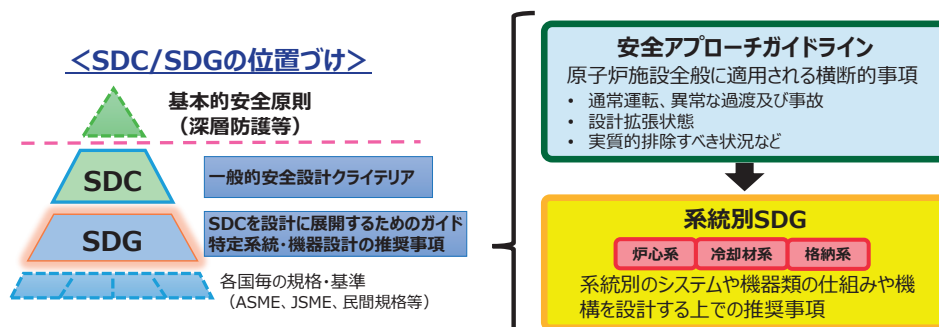 <SDC/SDGの位置づけ>
基本的安全原則
（深層防護等）
SDC
一般的安全設計クライテリア
SDG
SDCを設計に展開するためのガイド
特定系統・機器設計の推奨事項
各国毎の規格・基準
（ASME、JSME、民間規格等）
安全アプローチガイドライン
原子炉施設全般に適用される横断的事項
• 通常運転、異常な過渡及び事故
• 設計拡張状態
• 実質的排除すべき状況など
系統別SDG
炉心系 冷却材系 格納系
系統別のシステムや機器類の仕組みや機
構を設計する上での推奨事項